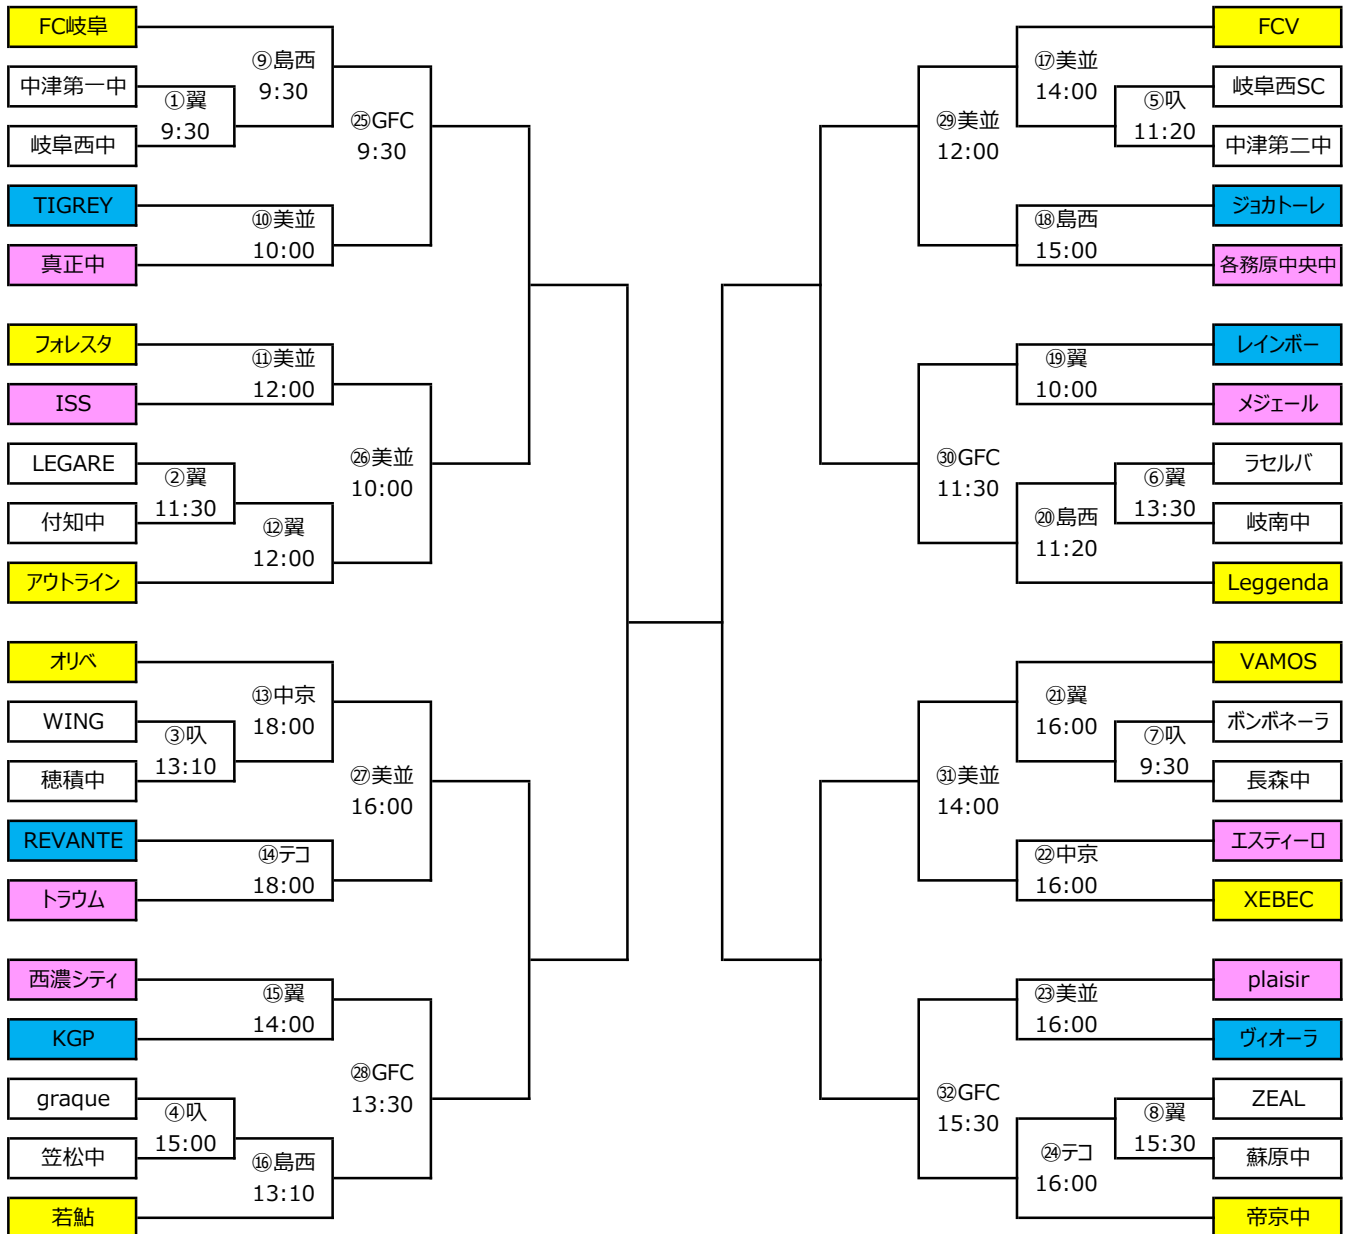 FC岐阜
中津第一中
岐阜西中
TIGREY
真正中
フォレスタ
ISS
LEGARE
付知中
アウトライン
オリベ
WING
穂積中
REVANTE
トラウム
西濃シティ
KGP
graque
笠松中
若鮎
①翼
9:30
②翼
11:30
③叺
13:10
④叺
15:00
⑨島西
9:30
⑩美並
10:00
⑪美並
12:00
⑫翼
12:00
⑬中京
18:00
⑭テコ
18:00
⑮翼
14:00
⑯島西
13:10
㉕GFC
9:30
㉖美並
10:00
㉗美並
16:00
㉘GFC
13:30
㉙美並
12:00
㉚GFC
11:30
㉛美並
14:00
㉜GFC
15:30
⑰美並
14:00
⑱島西
15:00
⑲翼
10:00
⑳島西
11:20
㉑翼
16:00
㉒中京
16:00
㉓美並
16:00
㉔テコ
16:00
⑤叺
11:20
⑥翼
13:30
⑦叺
9:30
⑧翼
15:30
FCV
岐阜西SC
中津第二中
ジョカトーレ
各務原中央中
レインボー
メジェール
ラセルバ
岐南中
Leggenda
VAMOS
ボンボネーラ
長森中
エスティーロ
XEBEC
plaisir
ヴィオーラ
ZEAL
蘇原中
帝京中